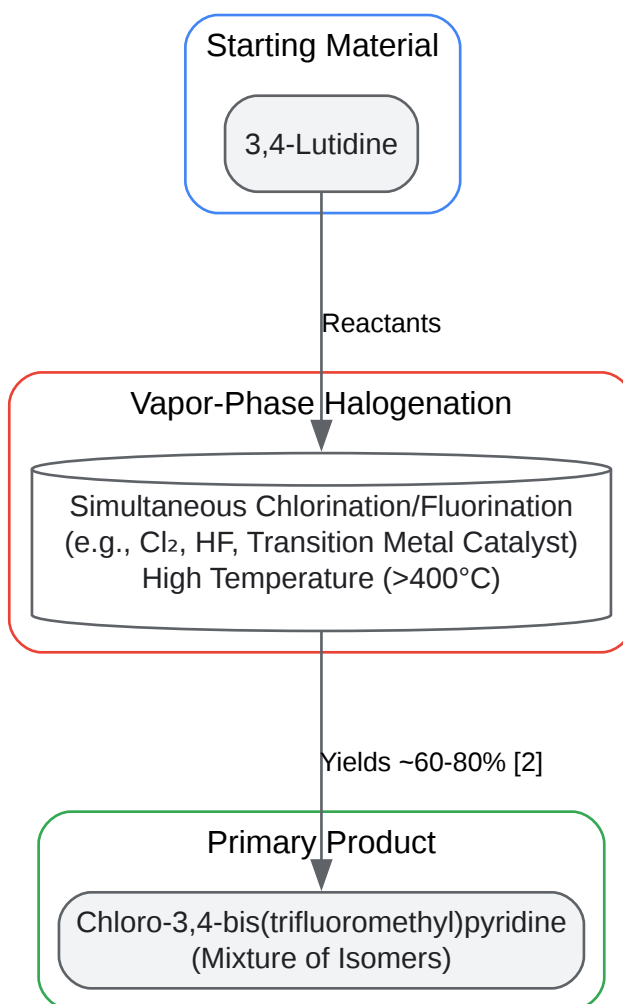 Starting Material
3,4-Lutidine
Reactants
Vapor-Phase Halogenation
Simultaneous Chlorination/Fluorination
(e.g., Cl₂, HF, Transition Metal Catalyst)
High Temperature (>400°C)
Yields ~60-80% [2]
Primary Product
Chloro-3,4-bis(trifluoromethyl)pyridine
(Mixture of Isomers)